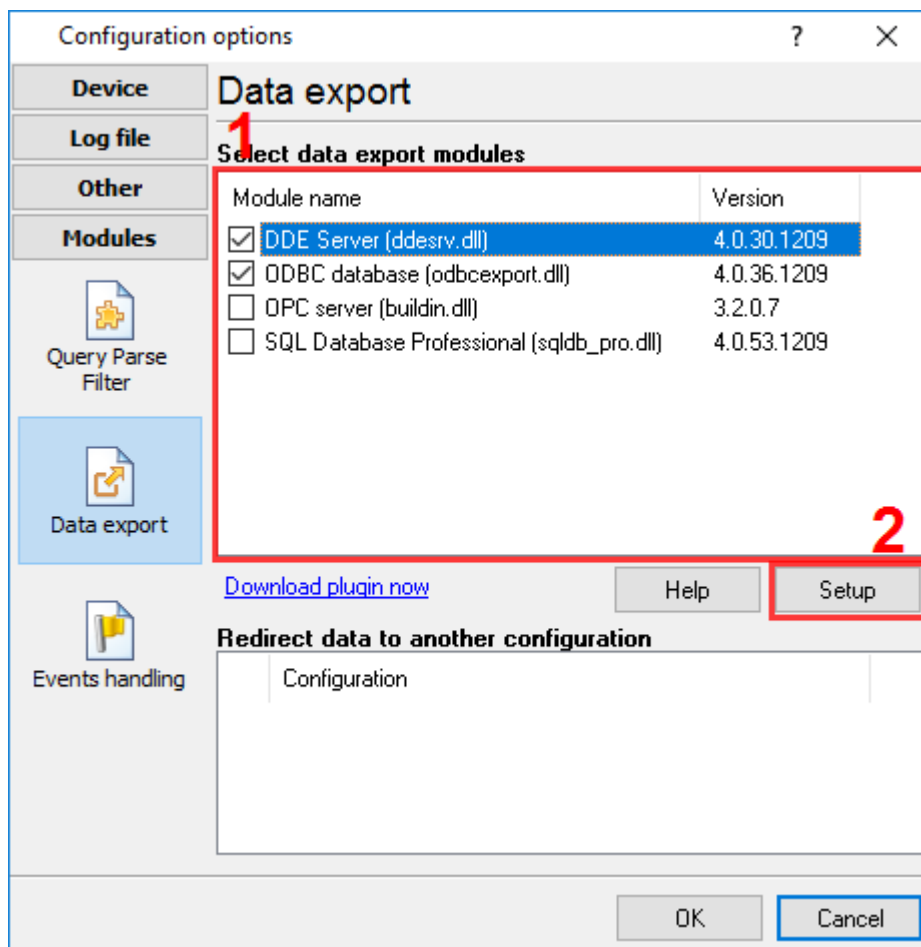 Configuration options ? ×
Device
Log file
Other
Modules
Query Parse
Filter
Data export
Events handling
Data export
1
Select data export modules
Module name Version
DDE Server (ddesrv.dll) 4.0.30.1209
ODBC database (odbcexport.dll) 4.0.36.1209
OPC server (buildin.dll) 3.2.0.7
SQL Database Professional (sqldb_pro.dll) 4.0.53.1209
2
Download plugin now Help Setup
Redirect data to another configuration
Configuration
OK Cancel